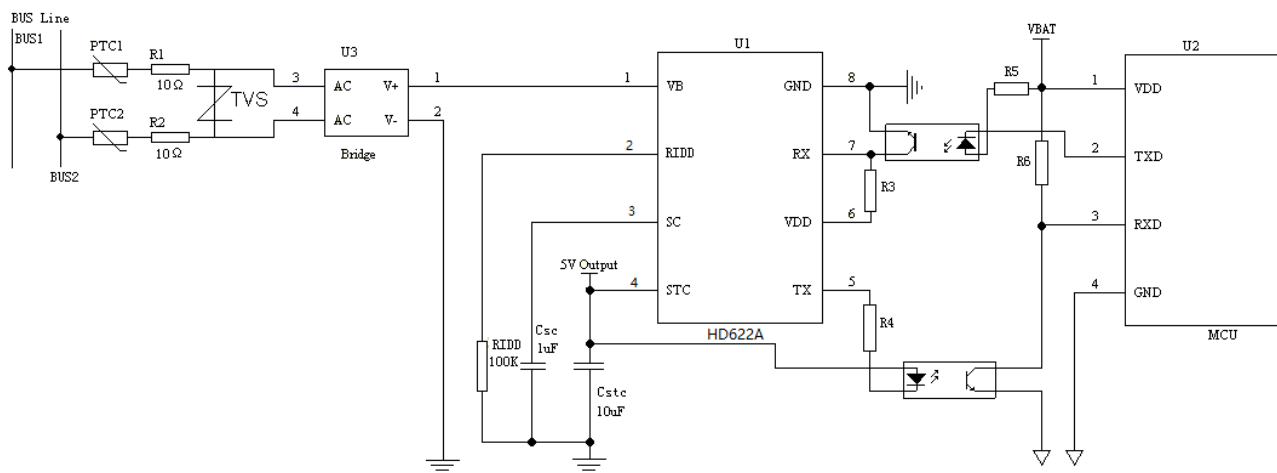 BUS Line
BUS1
BUS2
PTC1
R1
10Ω
TVS
PTC2
R2
10Ω
U3
3
AC
V+
1
4
AC
V-
2
Bridge
U1
1
VB
GND
8
2
RIDD
RX
7
3
SC
VDD
6
4
STC
TX
5
HD622A
5V Output
RIDD
100K
Csc
1uF
Cstc
10uF
R3
R4
R5
R6
VBAT
U2
1
VDD
2
TXD
3
RXD
4
GND
MCU